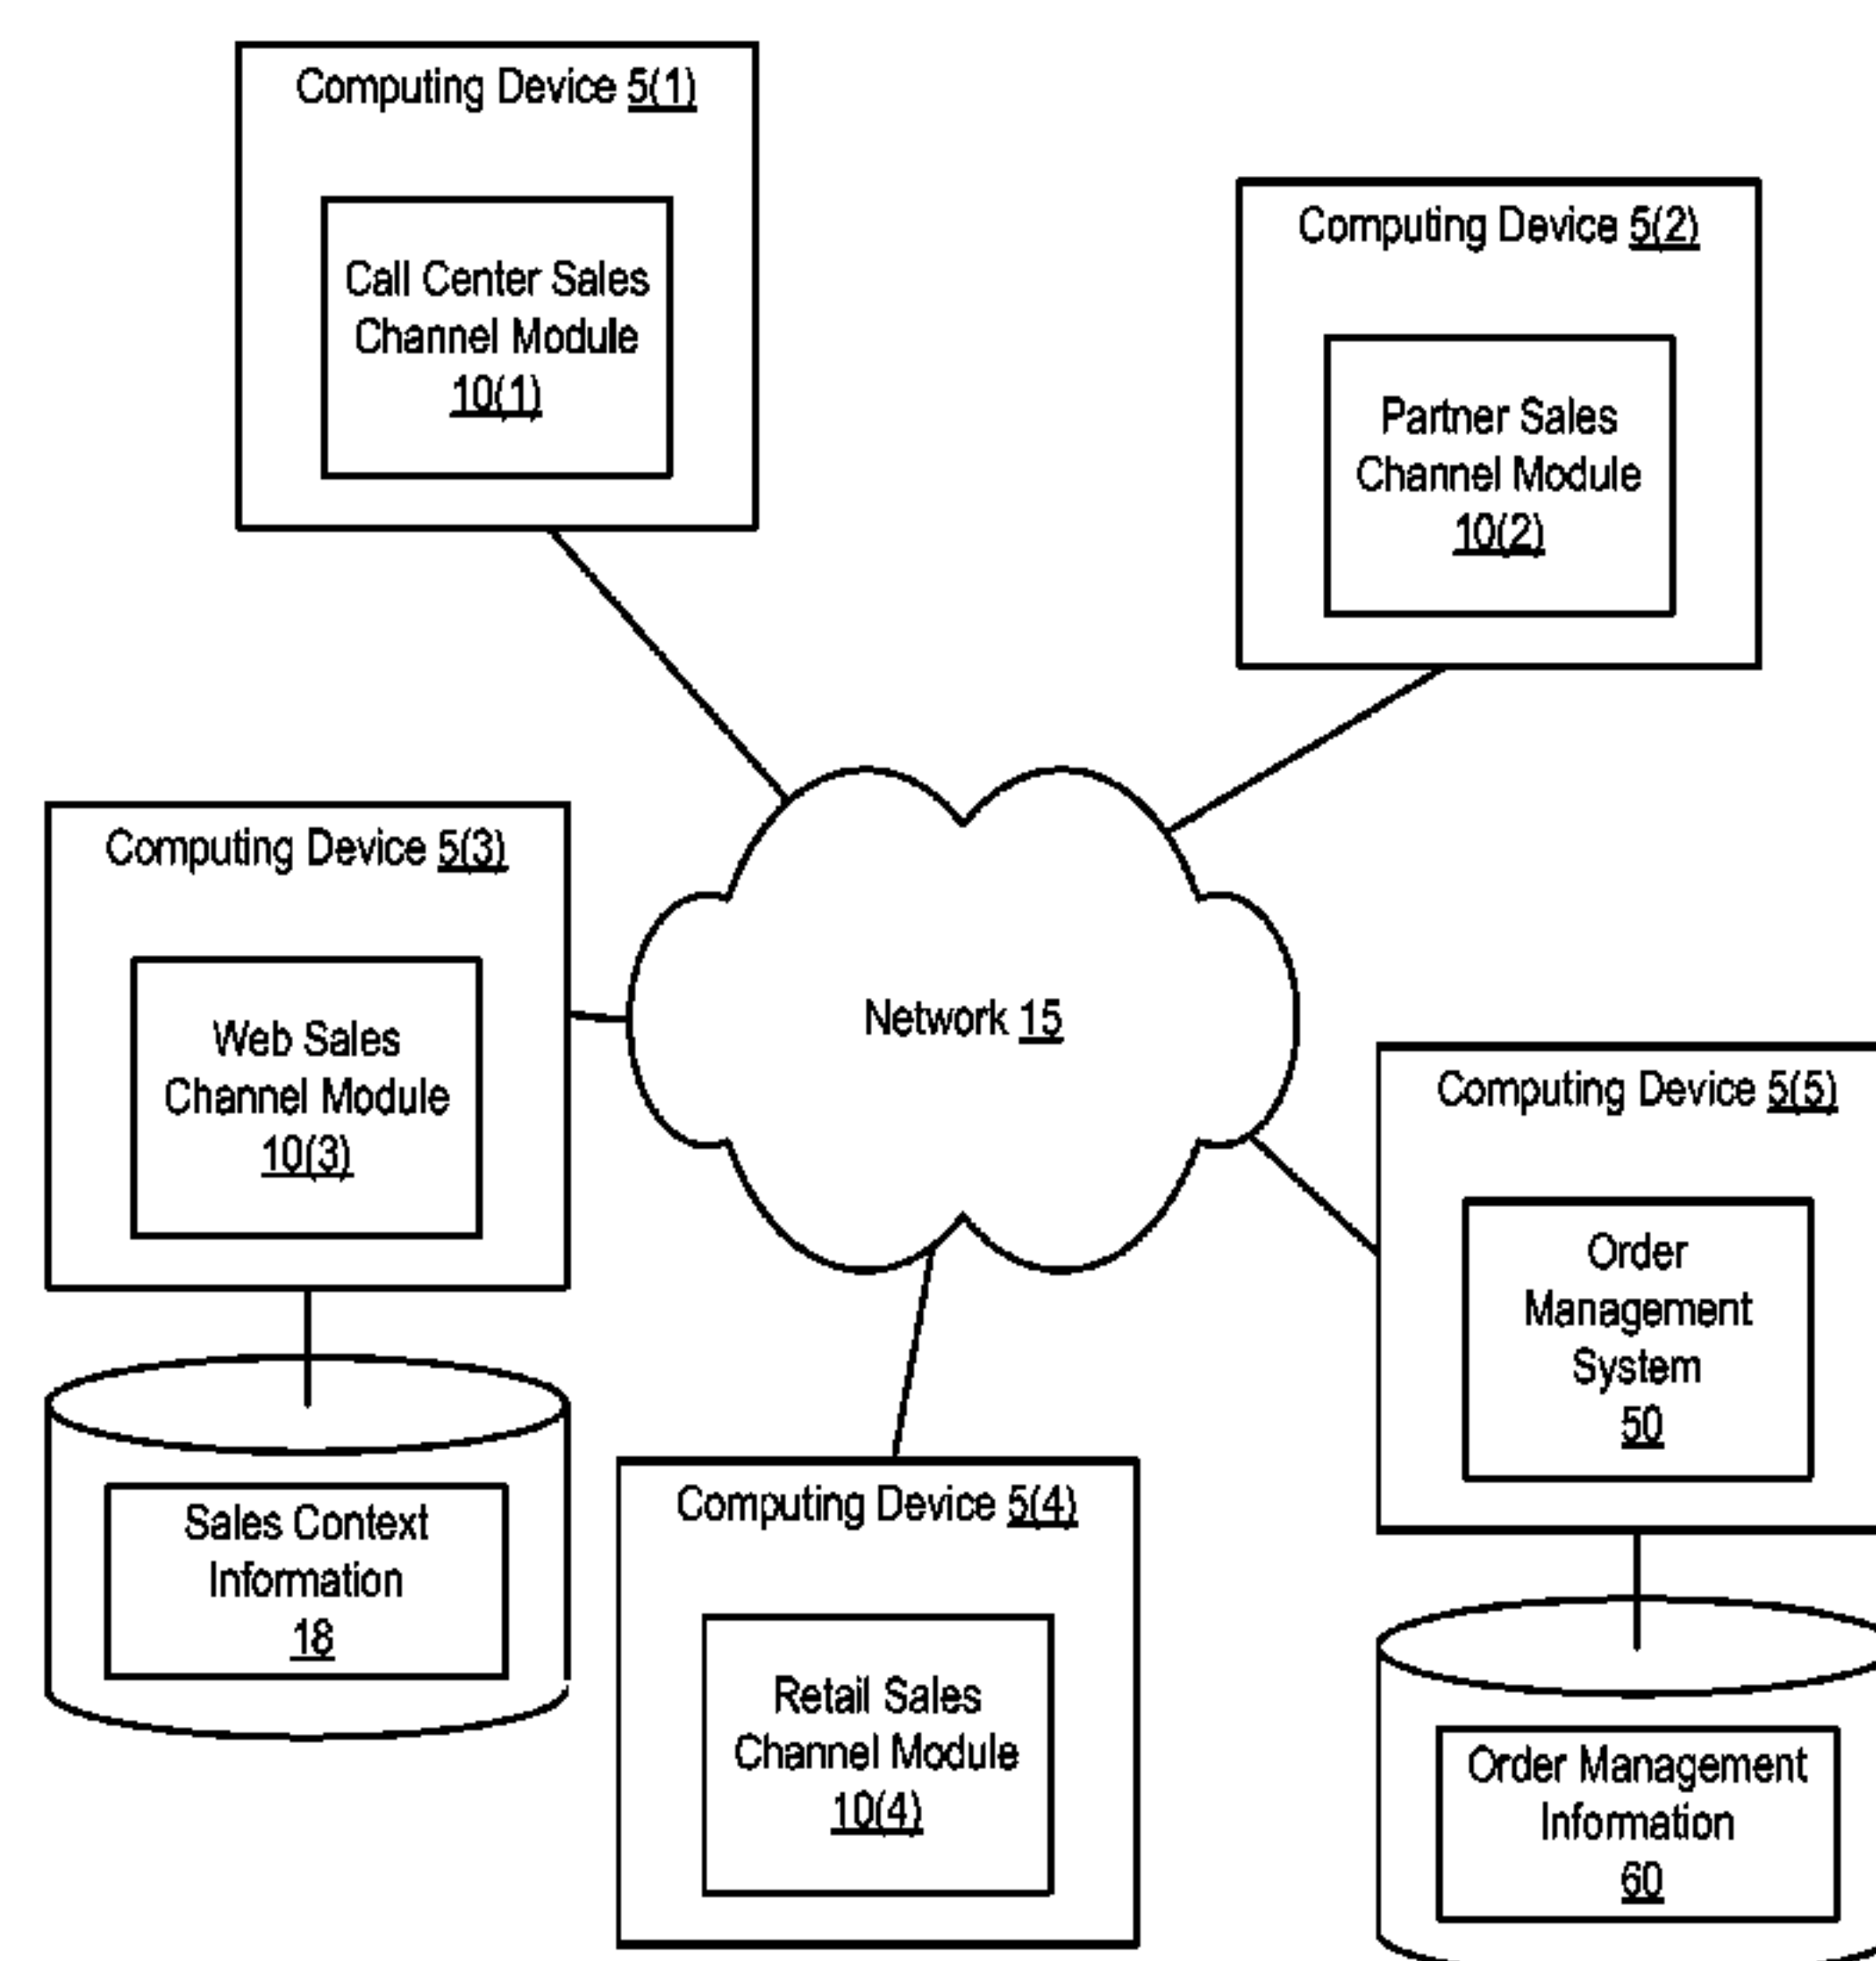 Computing Device 5(1)
Call Center Sales
Channel Module
10(1)
Computing Device 5(2)
Partner Sales
Channel Module
10(2)
Computing Device 5(3)
Web Sales
Channel Module
10(3)
Network 15
Computing Device 5(5)
Order
Management
System
50
Sales Context
Information
18
Computing Device 5(4)
Retail Sales
Channel Module
10(4)
Order Management
Information
60